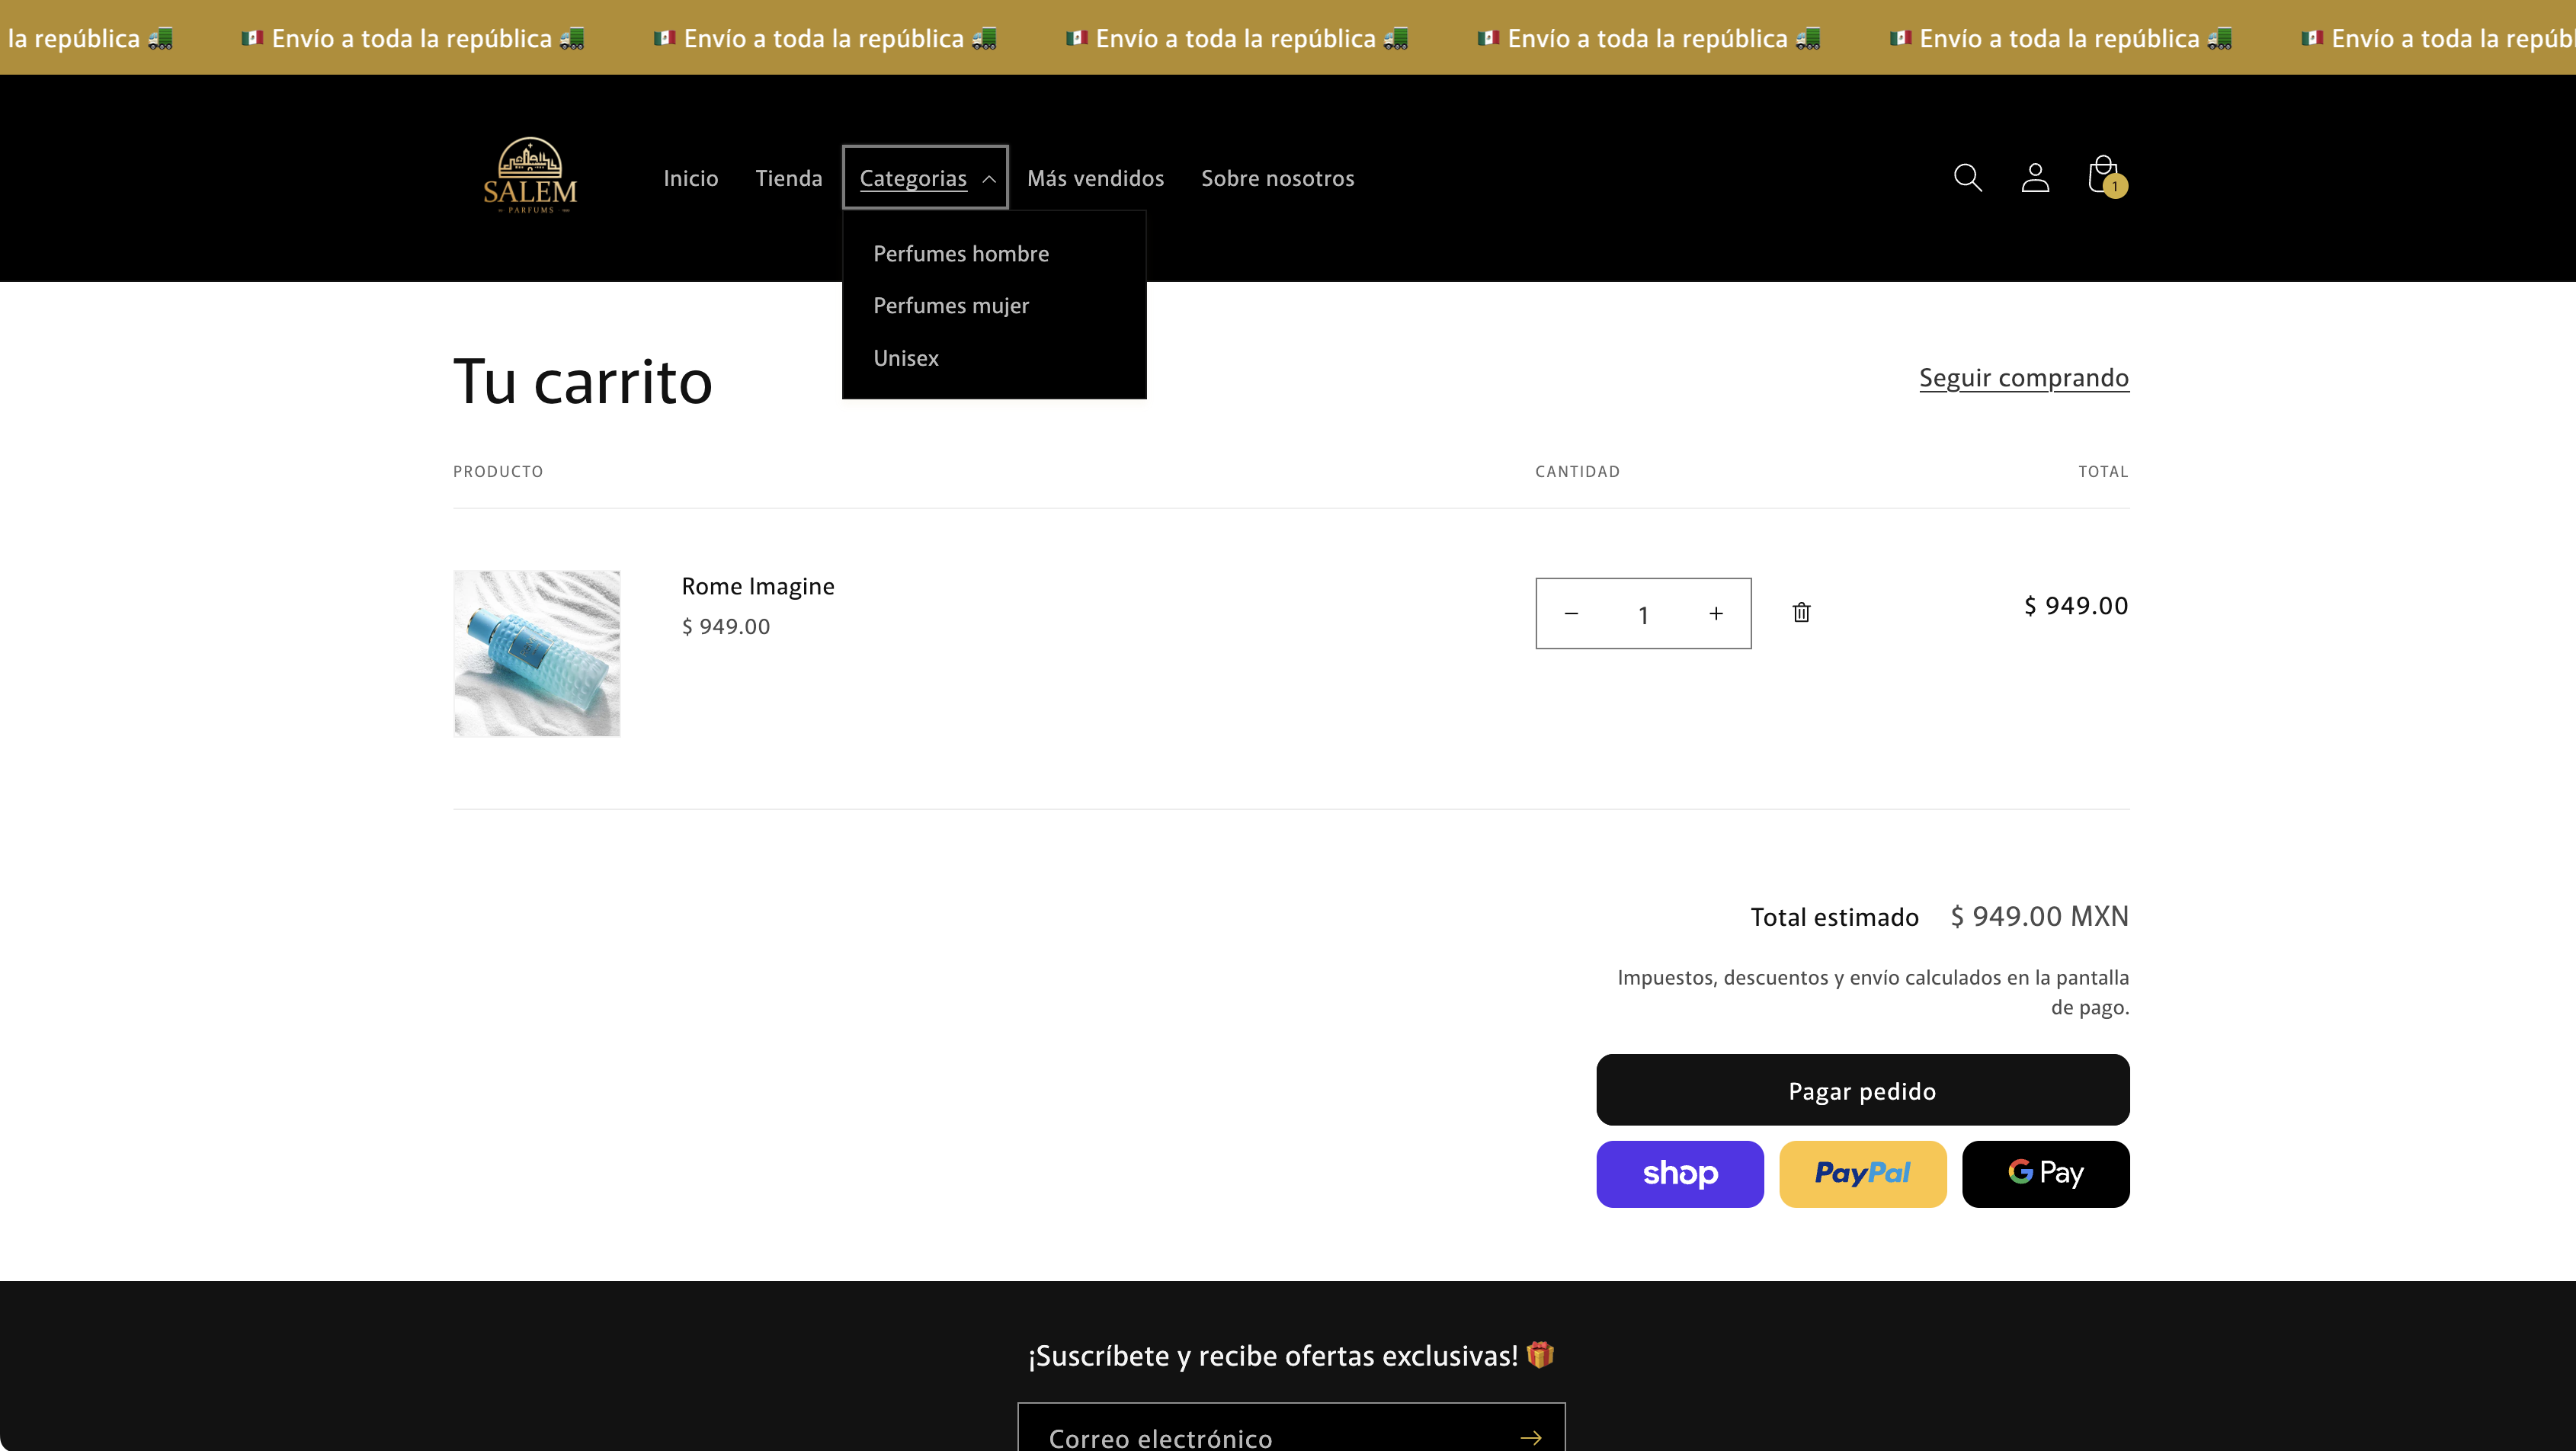 la república 🚚 🇲🇽 Envío a toda la república 🚚 🇲🇽 Envío a toda la república 🚚 🇲🇽 Envío a toda la república 🚚 🇲🇽 Envío a toda la república 🚚 🇲🇽 Envío a toda la república 🚚 🇲🇽 Envío a toda la repúbl
SALEM
PARFUMS
Inicio Tienda Categorias Más vendidos Sobre nosotros
1
Perfumes hombre
Perfumes mujer
Unisex
Tu carrito
Seguir comprando
PRODUCTO CANTIDAD TOTAL
Rome Imagine
$ 949.00
− 1 +
$ 949.00
Total estimado $ 949.00 MXN
Impuestos, descuentos y envío calculados en la pantalla
de pago.
Pagar pedido
shop PayPal G Pay
¡Suscríbete y recibe ofertas exclusivas! 🎁
Correo electrónico →